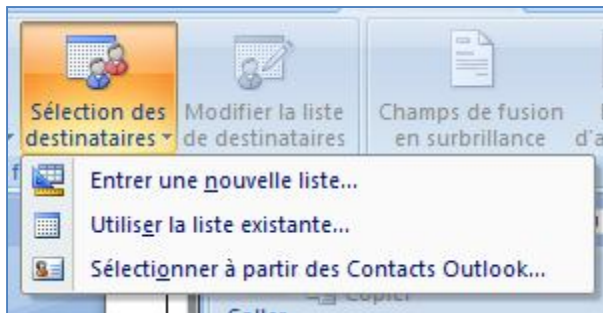 Sélection des
destinataires
Modifier la liste
de destinataires
Champs de fusion
en surbrillance
d'a
f
Entrer une nouvelle liste...
Utiliser la liste existante...
Sélectionner à partir des Contacts Outlook...
Copier